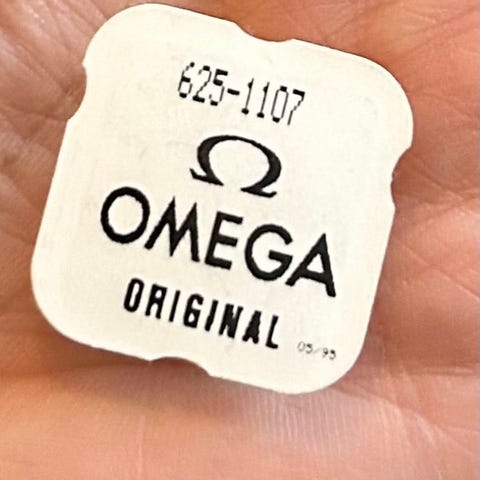 625-1107
Ω
OMEGA
ORIGINAL
05/95